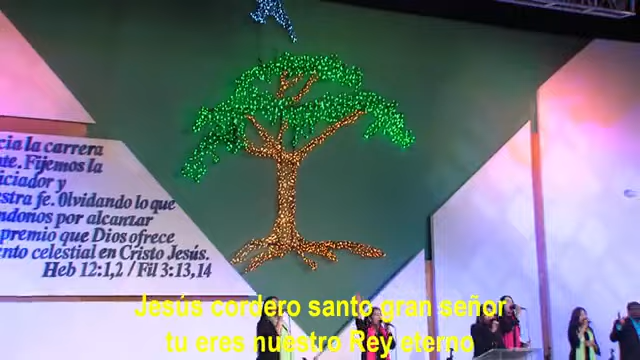 cia la carrera
te. Fijemos la
iciador y
estra fe. Olvidando lo que
ndonos por alcanzar
premio que Dios ofrece
nto celestial en Cristo Jesús.
Heb 12:1,2 / Fil 3:13,14
Jesús cordero santo gran señor
tu eres nuestro Rey eterno